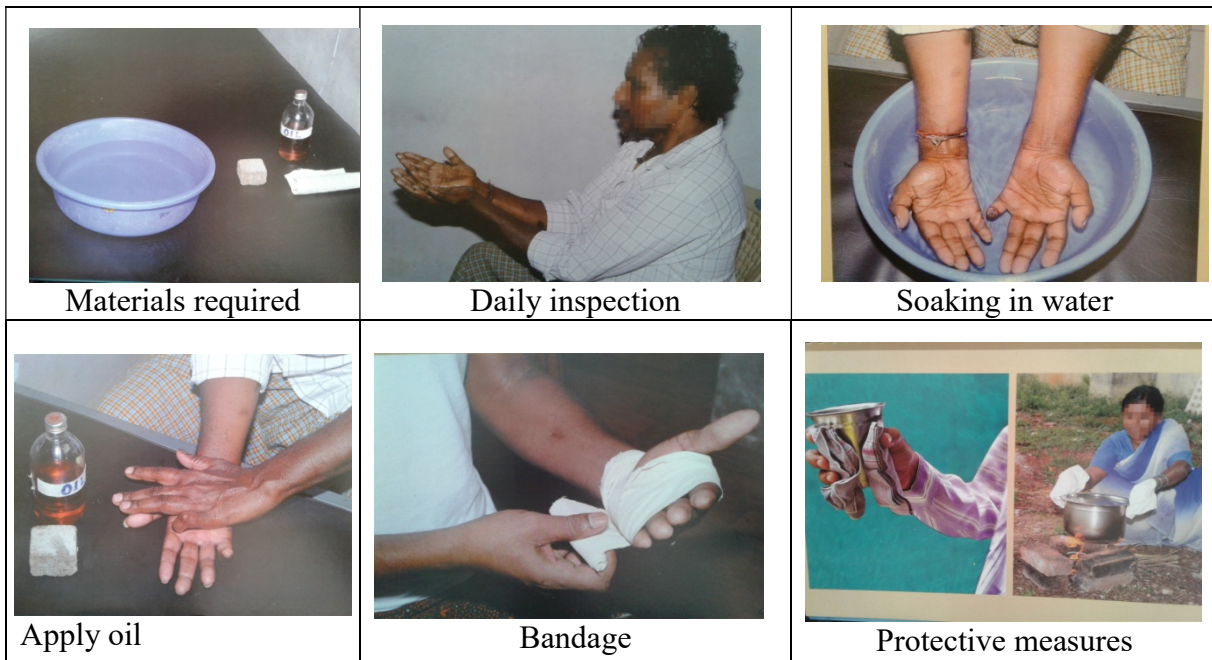 OIL
Materials required
Daily inspection
Soaking in water
OIL
Apply oil
Bandage
Protective measures